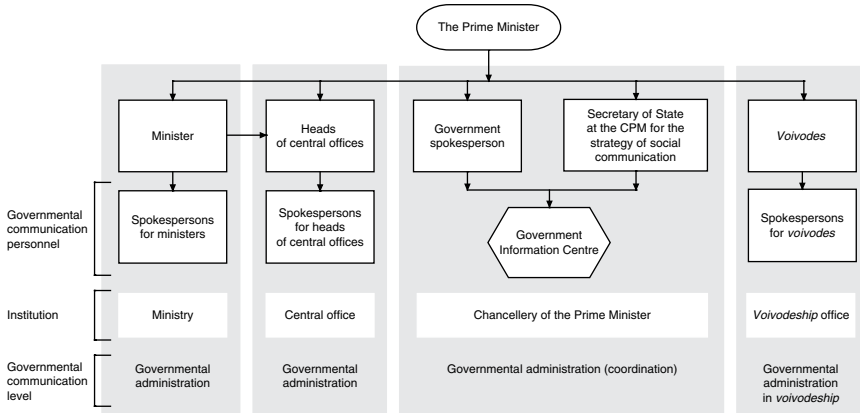 The Prime Minister
Minister
Heads
of central offices
Government
spokesperson
Secretary of State
at the CPM for the
strategy of social
communication
Voivodes
Governmental
communication
personnel
Spokespersons
for ministers
Spokespersons
for heads
of central offices
Government
Information Centre
Spokespersons
for voivodes
Institution
Ministry
Central office
Chancellery of the Prime Minister
Voivodeship office
Governmental
communication
level
Governmental
administration
Governmental
administration
Governmental administration (coordination)
Governmental
administration
in voivodeship